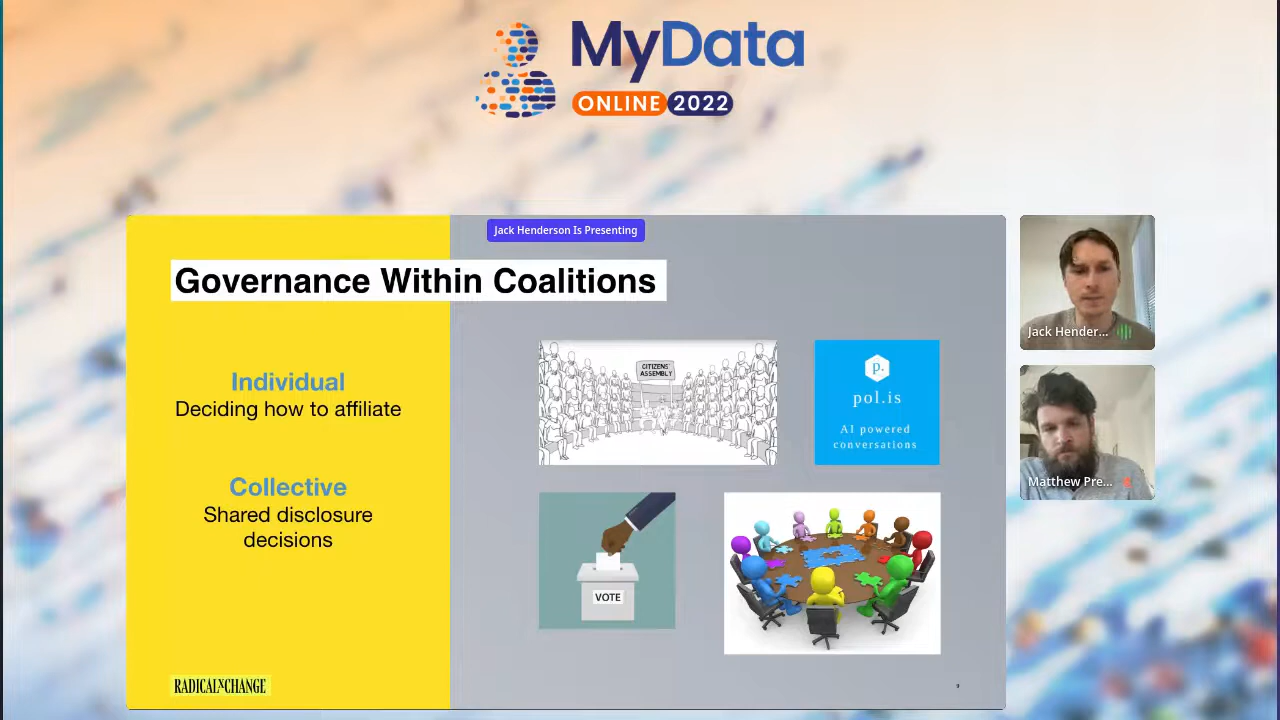 MyData
ONLINE 2022
Jack Henderson Is Presenting
Governance Within Coalitions
Individual
Deciding how to affiliate
Collective
Shared disclosure
decisions
CITIZENS'
ASSEMBLY
p.
pol.is
AI powered
conversations
VOTE
RADICALXCHANGE
9
Jack Hender...
Matthew Pre...